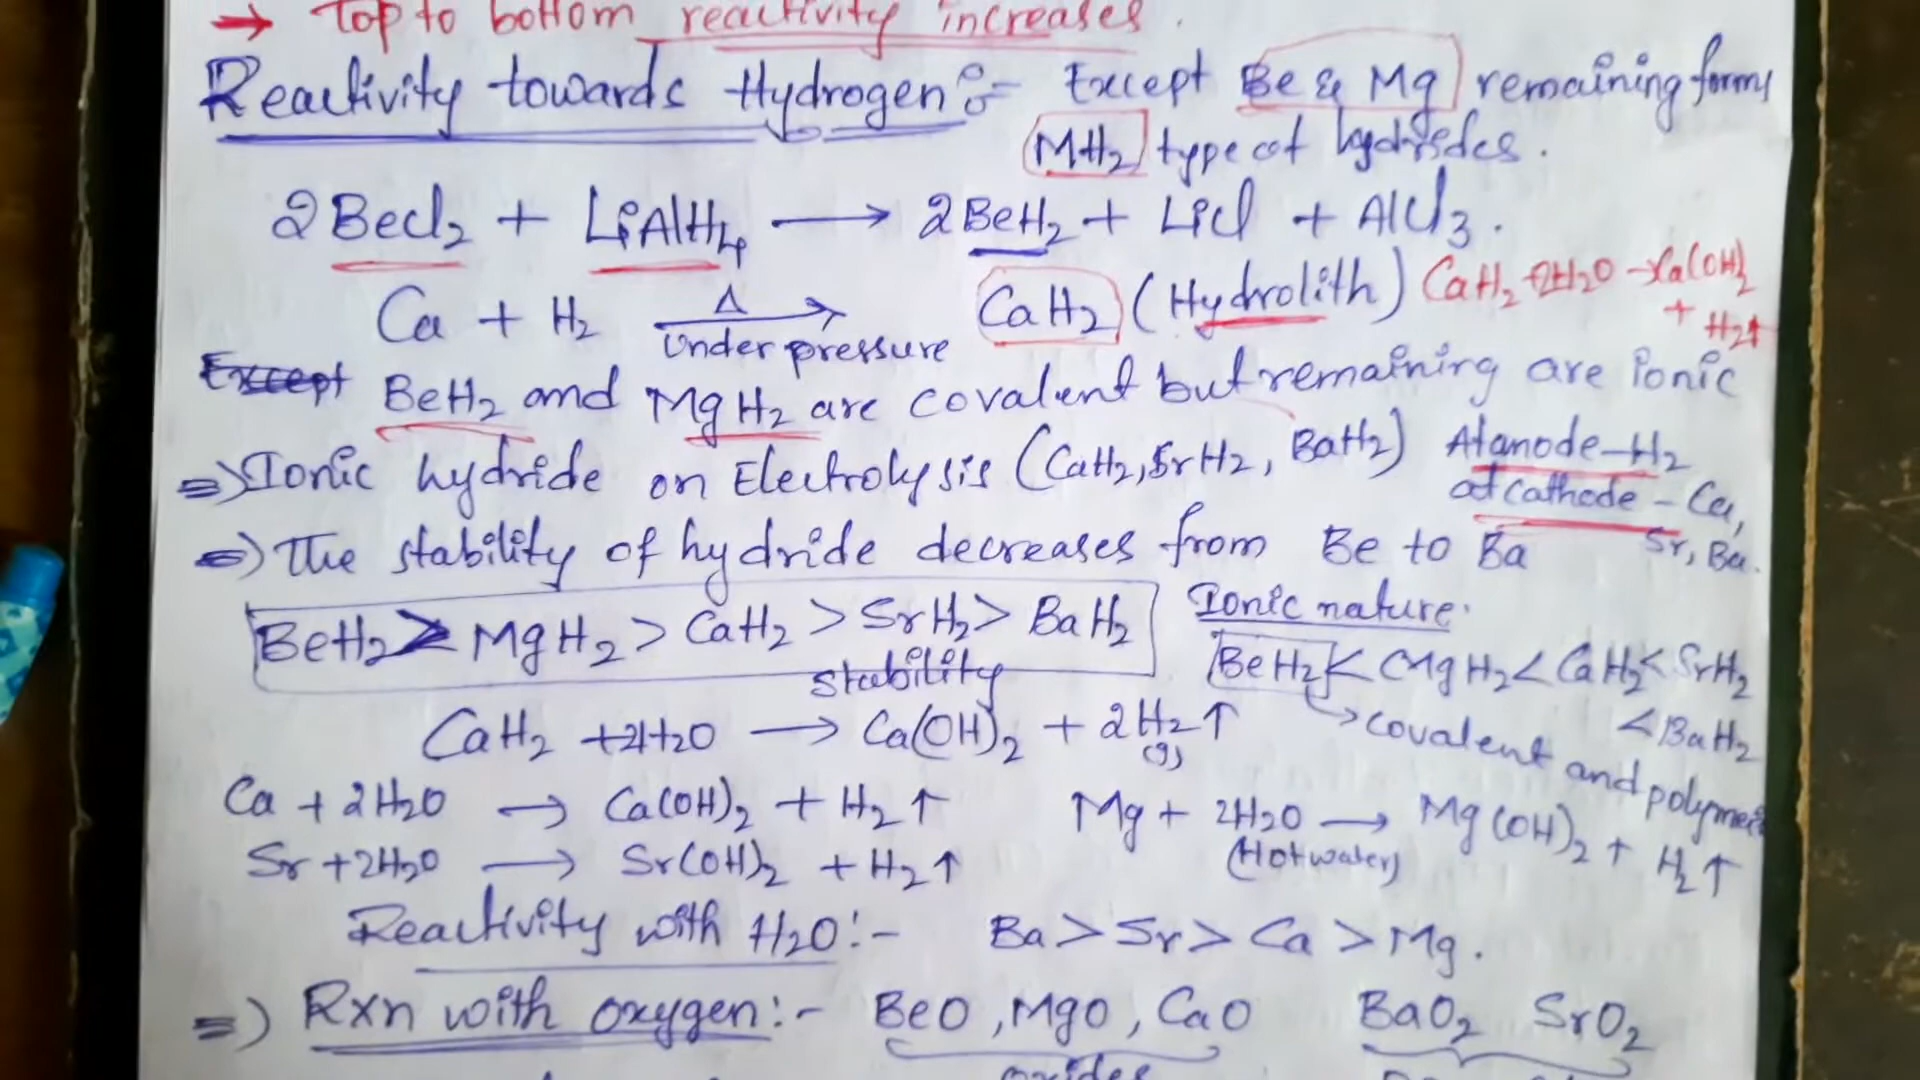 → Top to bottom reactivity increases.
Reactivity towards Hydrogen:- Except Be & Mg remaining forms
MH2 type of hydrides.
2BeCl2 + LiAlH4 → 2BeH2 + LiCl + AlCl3.
Ca + H2 Δ→ Under pressure CaH2 (Hydrolith) CaH2 + 2H2O → Ca(OH)2
+ H2↑
Except BeH2 and MgH2 are covalent but remaining are ionic
⇒ Ionic hydride on Electrolysis (CaH2, SrH2, BaH2) At anode - H2
at cathode - Ca,
Sr, Ba.
⇒ The stability of hydride decreases from Be to Ba
BeH2 > MgH2 > CaH2 > SrH2 > BaH2
stability
Ionic nature.
BeH2 < MgH2 < CaH2 < SrH2
< BaH2
→ covalent and
CaH2 + 2H2O → Ca(OH)2 + 2H2↑
(g)
Ca + 2H2O → Ca(OH)2 + H2↑
Mg + 2H2O → Mg(OH)2 + H2↑
(Hot water)
Sr + 2H2O → Sr(OH)2 + H2↑
Reactivity with H2O:- Ba > Sr > Ca > Mg.
⇒) Rxn with oxygen:- BeO, MgO, CaO BaO2 SrO2
oxides